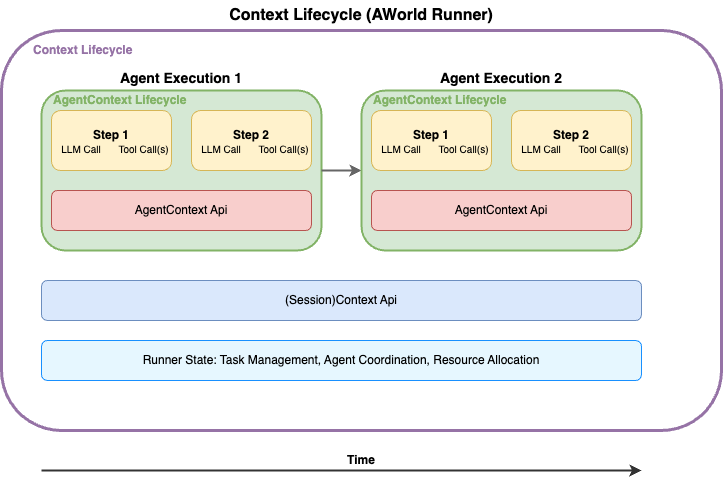 Context Lifecycle (AWorld Runner)
Context Lifecycle
Agent Execution 1
AgentContext Lifecycle
Step 1
LLM Call Tool Call(s)
Step 2
LLM Call Tool Call(s)
AgentContext Api
Agent Execution 2
AgentContext Lifecycle
Step 1
LLM Call Tool Call(s)
Step 2
LLM Call Tool Call(s)
AgentContext Api
(Session)Context Api
Runner State: Task Management, Agent Coordination, Resource Allocation
Time